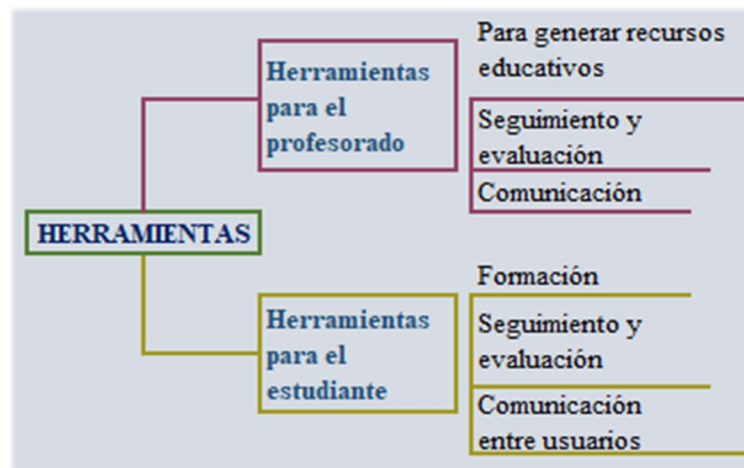 Para generar recursos
educativos
Herramientas
para el
profesorado
Seguimiento y
evaluación
Comunicación
HERRAMIENTAS
Formación
Herramientas
para el
estudiante
Seguimiento y
evaluación
Comunicación
entre usuarios